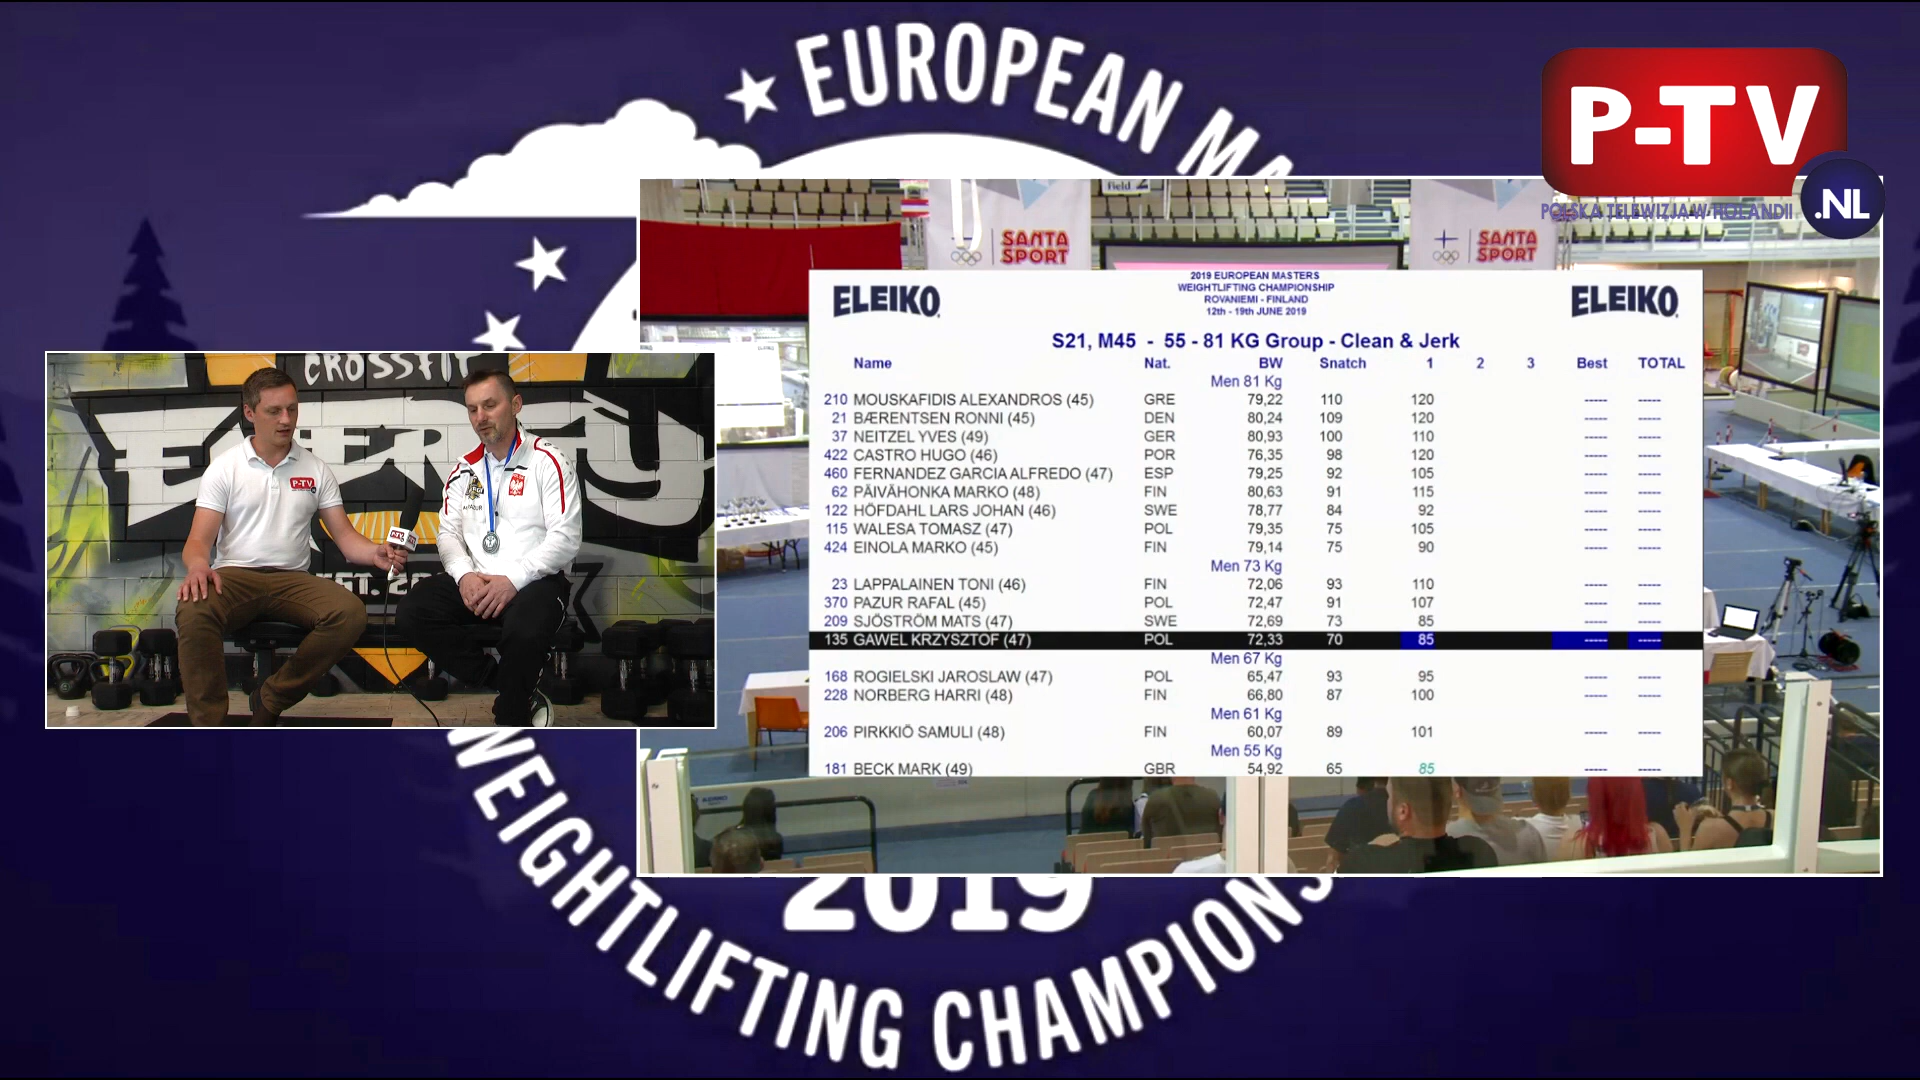 EUROPEAN MA
P-TV
.NL
POLSKA TELEWIZJA W HOLANDII
Field 2
SANTA
SPORT
SANTA
SPORT
ELEIKO
2019 EUROPEAN MASTERS
WEIGHTLIFTING CHAMPIONSHIP
ROVANIEMI - FINLAND
12th - 19th JUNE 2019
ELEIKO
S21, M45 - 55 - 81 KG Group - Clean & Jerk
Name Nat. BW Snatch 1 2 3 Best TOTAL
Men 81 Kg
210 MOUSKAFIDIS ALEXANDROS (45) GRE 79,22 110 120 ----- -----
21 BÆRENTSEN RONNI (45) DEN 80,24 109 120 ----- -----
37 NEITZEL YVES (49) GER 80,93 100 110 ----- -----
422 CASTRO HUGO (46) POR 76,35 98 120 ----- -----
460 FERNANDEZ GARCIA ALFREDO (47) ESP 79,25 92 105 ----- -----
62 PÄIVÄHONKA MARKO (48) FIN 80,63 91 115 ----- -----
122 HÖFDAHL LARS JOHAN (46) SWE 78,77 84 92 ----- -----
115 WALESA TOMASZ (47) POL 79,35 75 105 ----- -----
424 EINOLA MARKO (45) FIN 79,14 75 90 ----- -----
Men 73 Kg
23 LAPPALAINEN TONI (46) FIN 72,06 93 110 ----- -----
370 PAZUR RAFAL (45) POL 72,47 91 107 ----- -----
209 SJÖSTRÖM MATS (47) SWE 72,69 73 85 ----- -----
135 GAWEL KRZYSZTOF (47) POL 72,33 70 85 ----- -----
Men 67 Kg
168 ROGIELSKI JAROSLAW (47) POL 65,47 93 95 ----- -----
228 NORBERG HARRI (48) FIN 66,80 87 100 ----- -----
Men 61 Kg
206 PIRKKIÖ SAMULI (48) FIN 60,07 89 101 ----- -----
Men 55 Kg
181 BECK MARK (49) GBR 54,92 65 85 ----- -----
CROSSFIT
ENERGY
P-TV
P-TV
2019
WEIGHTLIFTING CHAMPIONS